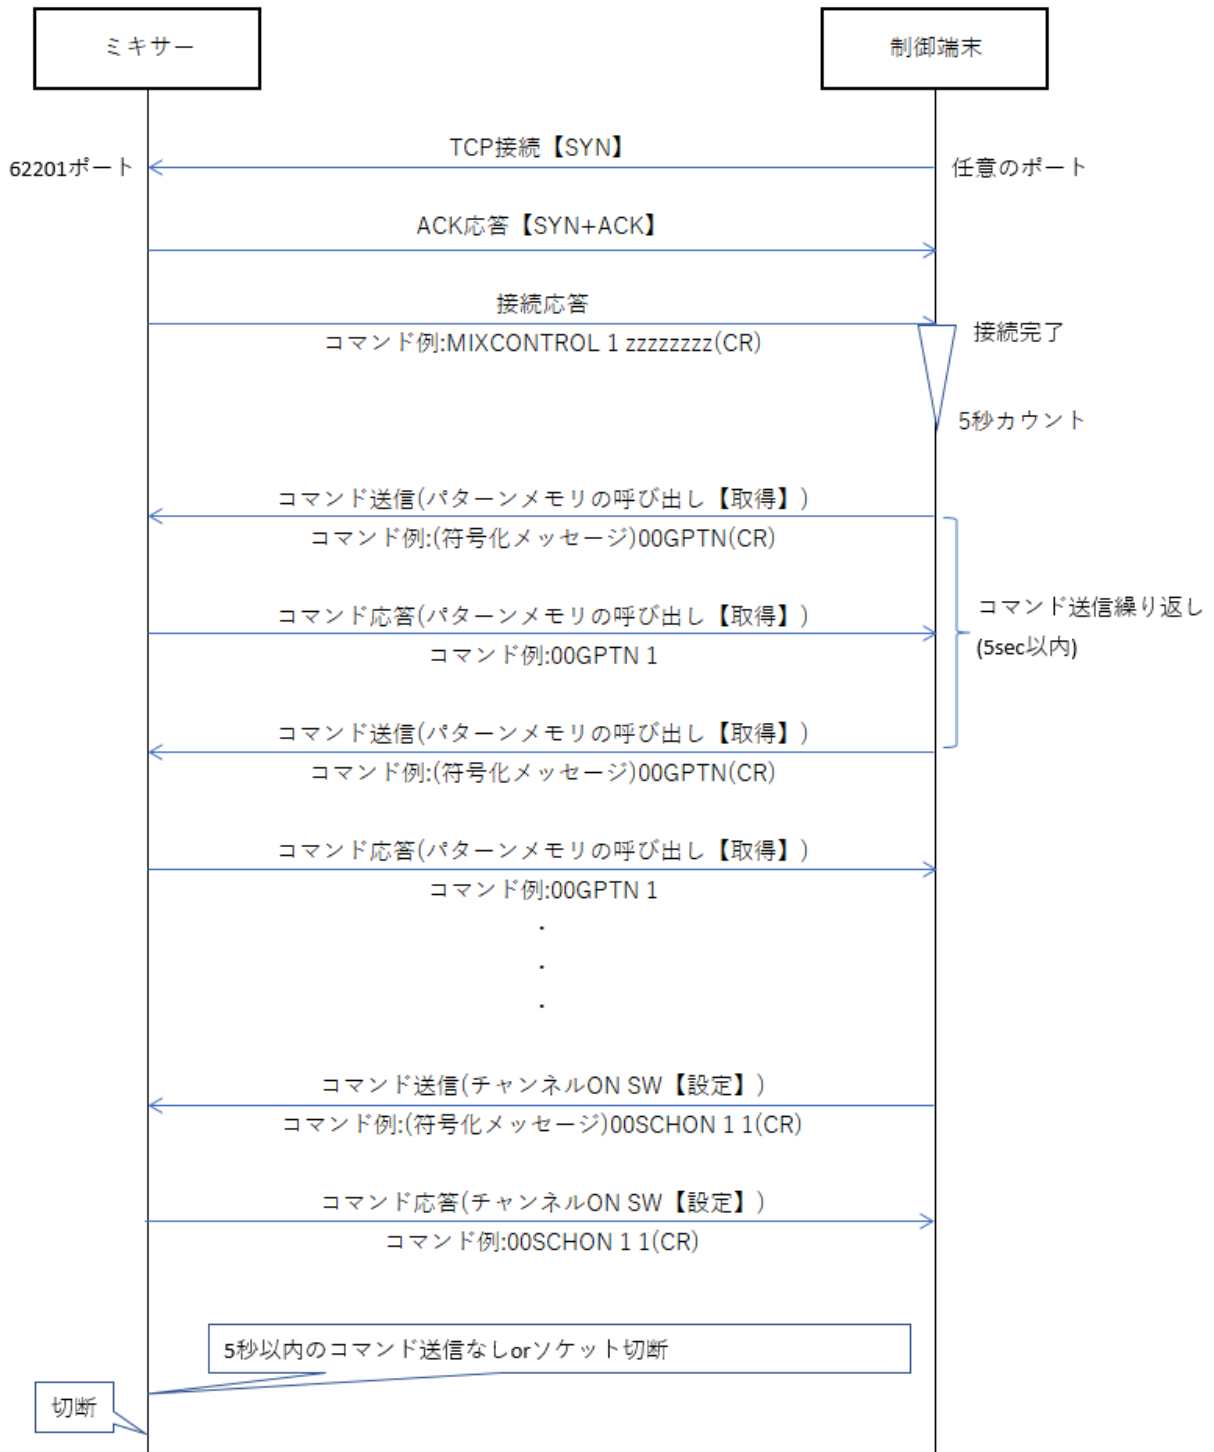 ミキサー
制御端末
TCP接続【SYN】
62201ポート
任意のポート
ACK応答【SYN+ACK】
接続応答
コマンド例:MIXCONTROL 1 zzzzzzzz(CR)
接続完了
5秒カウント
コマンド送信(パターンメモリの呼び出し【取得】)
コマンド例:(符号化メッセージ)00GPTN(CR)
コマンド送信繰り返し
(5sec以内)
コマンド応答(パターンメモリの呼び出し【取得】)
コマンド例:00GPTN 1
コマンド送信(パターンメモリの呼び出し【取得】)
コマンド例:(符号化メッセージ)00GPTN(CR)
コマンド応答(パターンメモリの呼び出し【取得】)
コマンド例:00GPTN 1
・
・
・
コマンド送信(チャンネルON SW【設定】)
コマンド例:(符号化メッセージ)00SCHON 1 1(CR)
コマンド応答(チャンネルON SW【設定】)
コマンド例:00SCHON 1 1(CR)
5秒以内のコマンド送信なしorソケット切断
切断